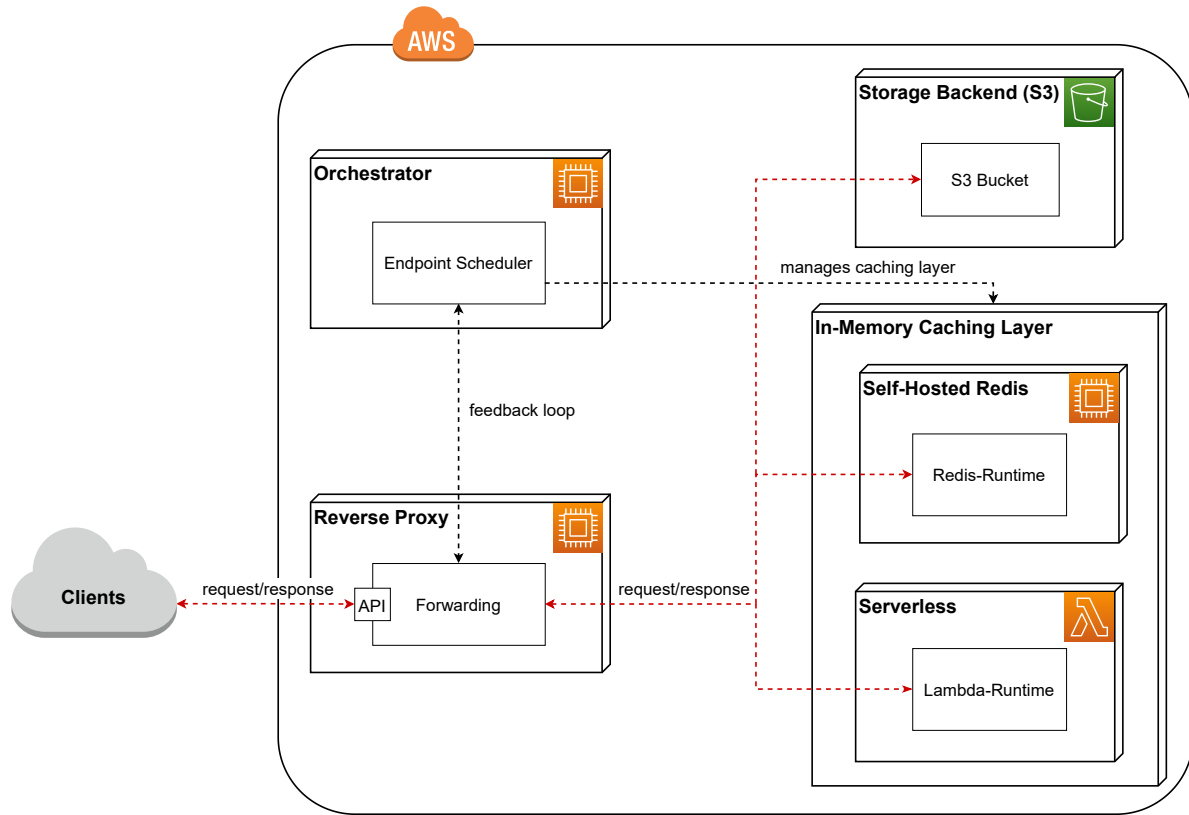 AWS
Storage Backend (S3)
S3 Bucket
Orchestrator
Endpoint Scheduler
manages caching layer
In-Memory Caching Layer
Self-Hosted Redis
Redis-Runtime
feedback loop
Reverse Proxy
Clients
request/response
API
Forwarding
request/response
Serverless
Lambda-Runtime